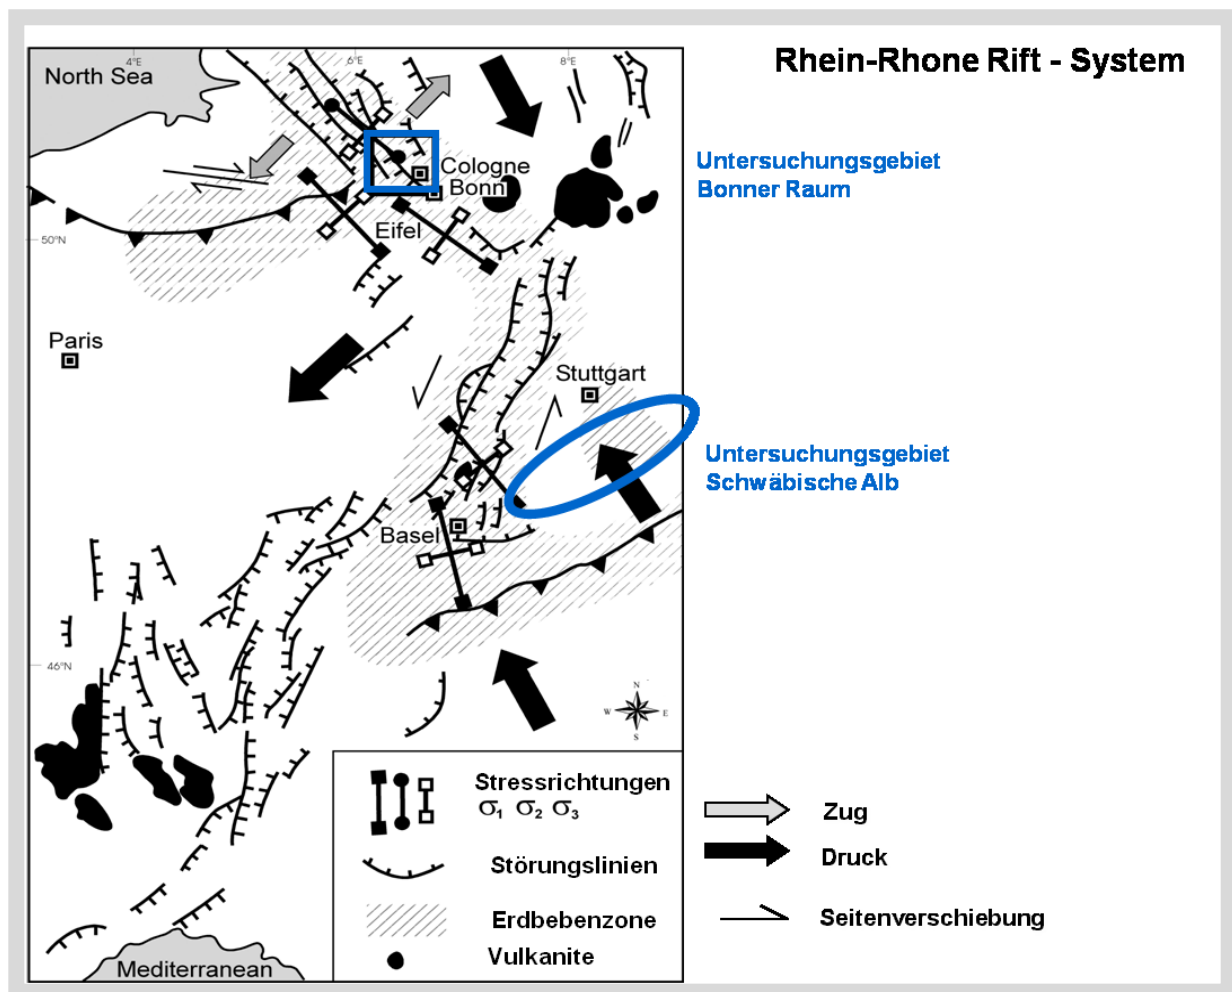 Rhein-Rhone Rift - System
4°E
6°E
8°E
North Sea
Cologne
Bonn
Untersuchungsgebiet
Bonner Raum
Eifel
50°N
Paris
Stuttgart
Untersuchungsgebiet
Schwäbische Alb
Basel
46°N
N
W
E
S
Stressrichtungen
σ1 σ2 σ3
Störungslinien
Erdbebenzone
Vulkanite
Zug
Druck
Seitenverschiebung
Mediterranean